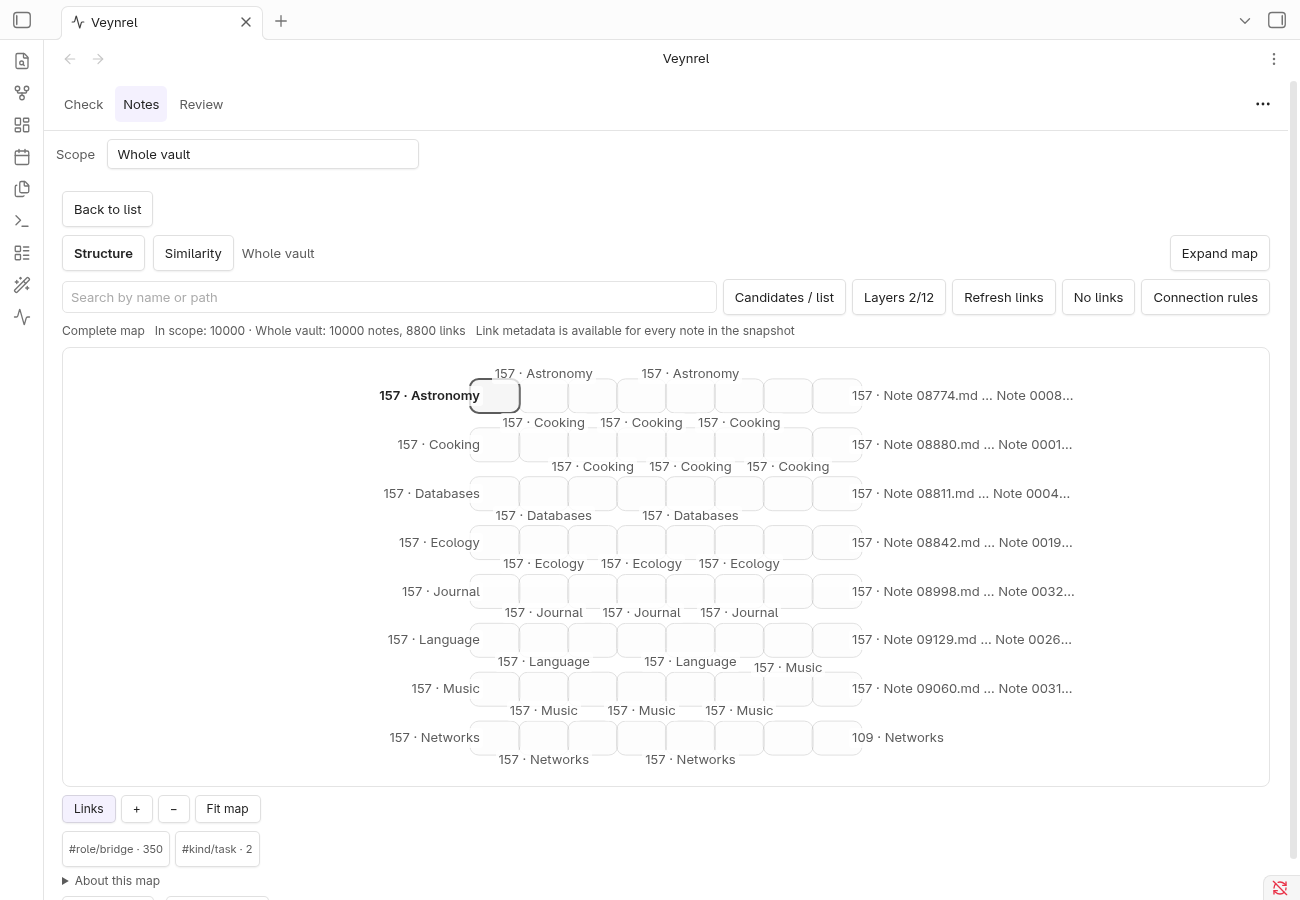 Veynrel
Veynrel
Check Notes Review
Scope Whole vault
Back to list
Structure Similarity Whole vault Expand map
Search by name or path Candidates / list Layers 2/12 Refresh links No links Connection rules
Complete map In scope: 10000 · Whole vault: 10000 notes, 8800 links Link metadata is available for every note in the snapshot
157 · Astronomy 157 · Astronomy
157 · Astronomy 157 · Note 08774.md ... Note 0008...
157 · Cooking 157 · Cooking 157 · Cooking
157 · Cooking 157 · Note 08880.md ... Note 0001...
157 · Cooking 157 · Cooking 157 · Cooking
157 · Databases 157 · Note 08811.md ... Note 0004...
157 · Databases 157 · Databases
157 · Ecology 157 · Note 08842.md ... Note 0019...
157 · Ecology 157 · Ecology 157 · Ecology
157 · Journal 157 · Note 08998.md ... Note 0032...
157 · Journal 157 · Journal 157 · Journal
157 · Language 157 · Note 09129.md ... Note 0026...
157 · Language 157 · Language 157 · Music
157 · Music 157 · Note 09060.md ... Note 0031...
157 · Music 157 · Music 157 · Music
157 · Networks 109 · Networks
157 · Networks 157 · Networks
Links + − Fit map
#role/bridge · 350 #kind/task · 2
About this map